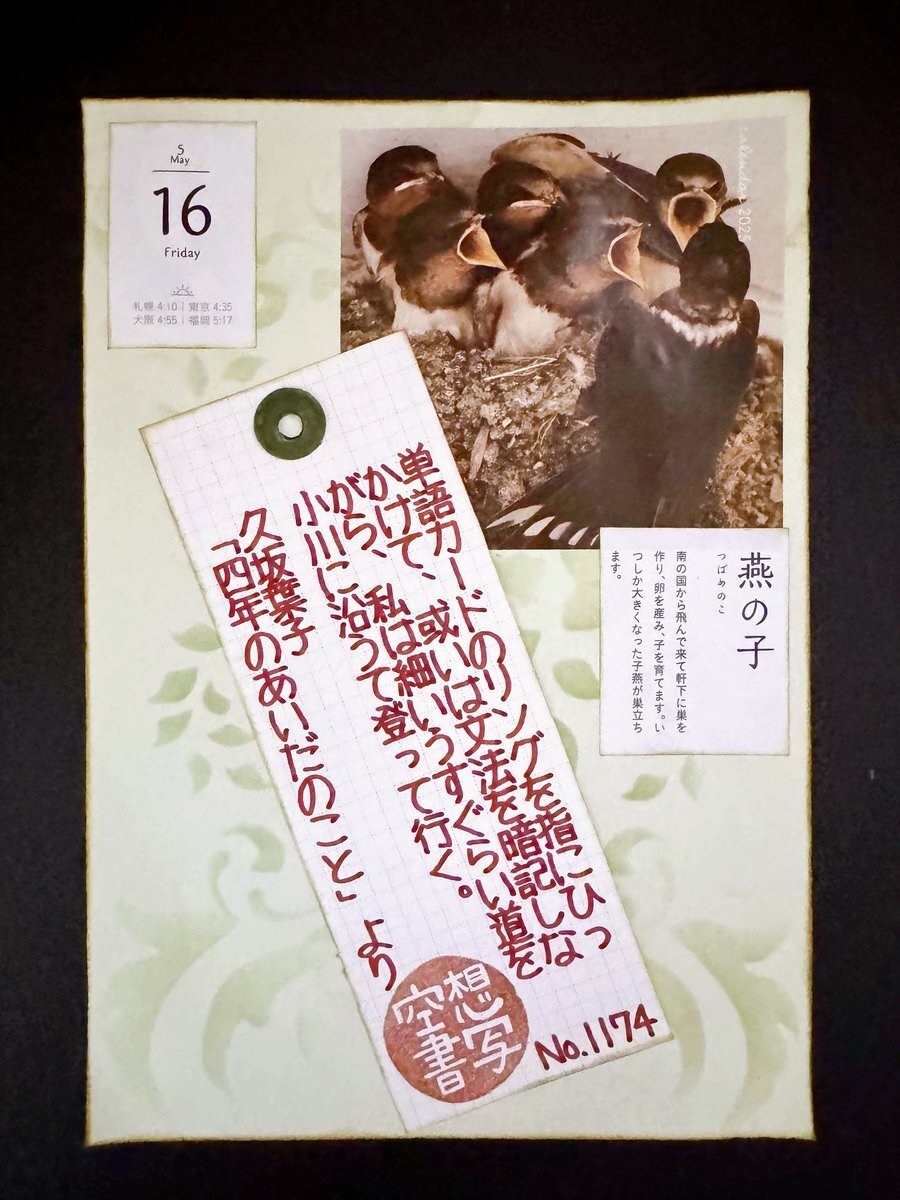 5
May
16
Friday
札幌 4:10｜東京 4:35
大阪 4:55｜福岡 5:17
calendar 2025
燕の子
つばめのこ
南の国から飛んで来て軒下に巣を
作り、卵を産み、子を育てます。い
つしか大きくなった子燕が巣立ち
ます。
単語カードのリングを指にひっ
かけて、或いは文法を暗記しな
がら、私は細いうすぐらい道を
小川に沿うて登って行く。
久坂葉子
「四年のあいだのこと」より
空想
書写
No.1174